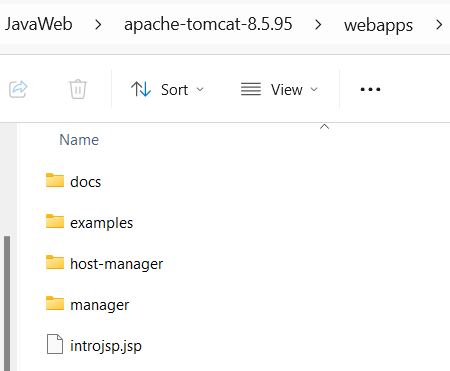 JavaWeb > apache-tomcat-8.5.95 > webapps >
Sort View
Name
docs
examples
host-manager
manager
introjsp.jsp